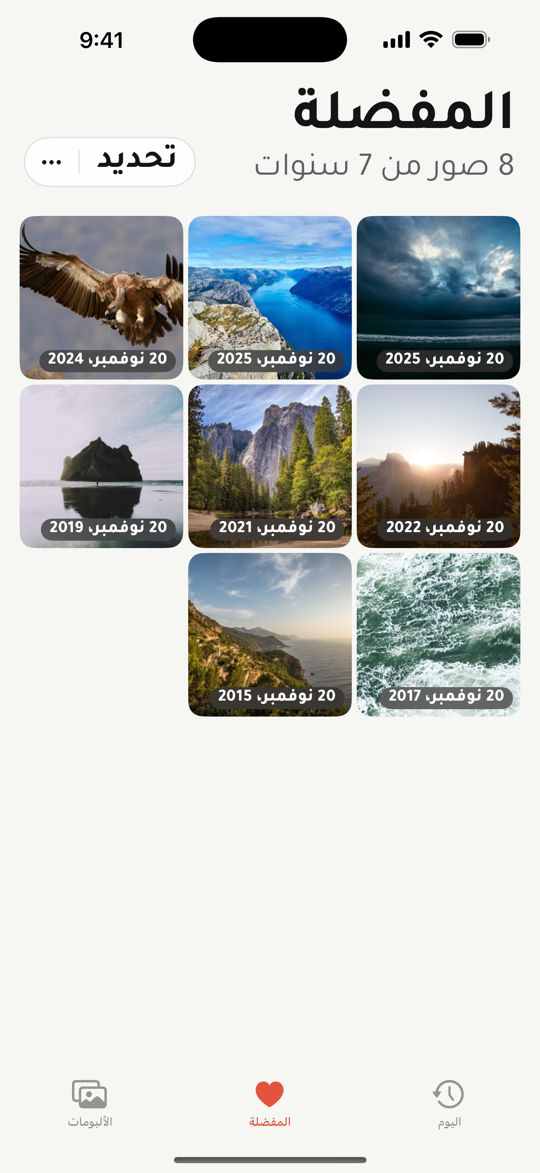 9:41
المفضلة
8 صور من 7 سنوات
تحديد
20 نوفمبر، 2025
20 نوفمبر، 2025
20 نوفمبر، 2024
20 نوفمبر، 2022
20 نوفمبر، 2021
20 نوفمبر، 2019
20 نوفمبر، 2017
20 نوفمبر، 2015
اليوم
المفضلة
الألبومات